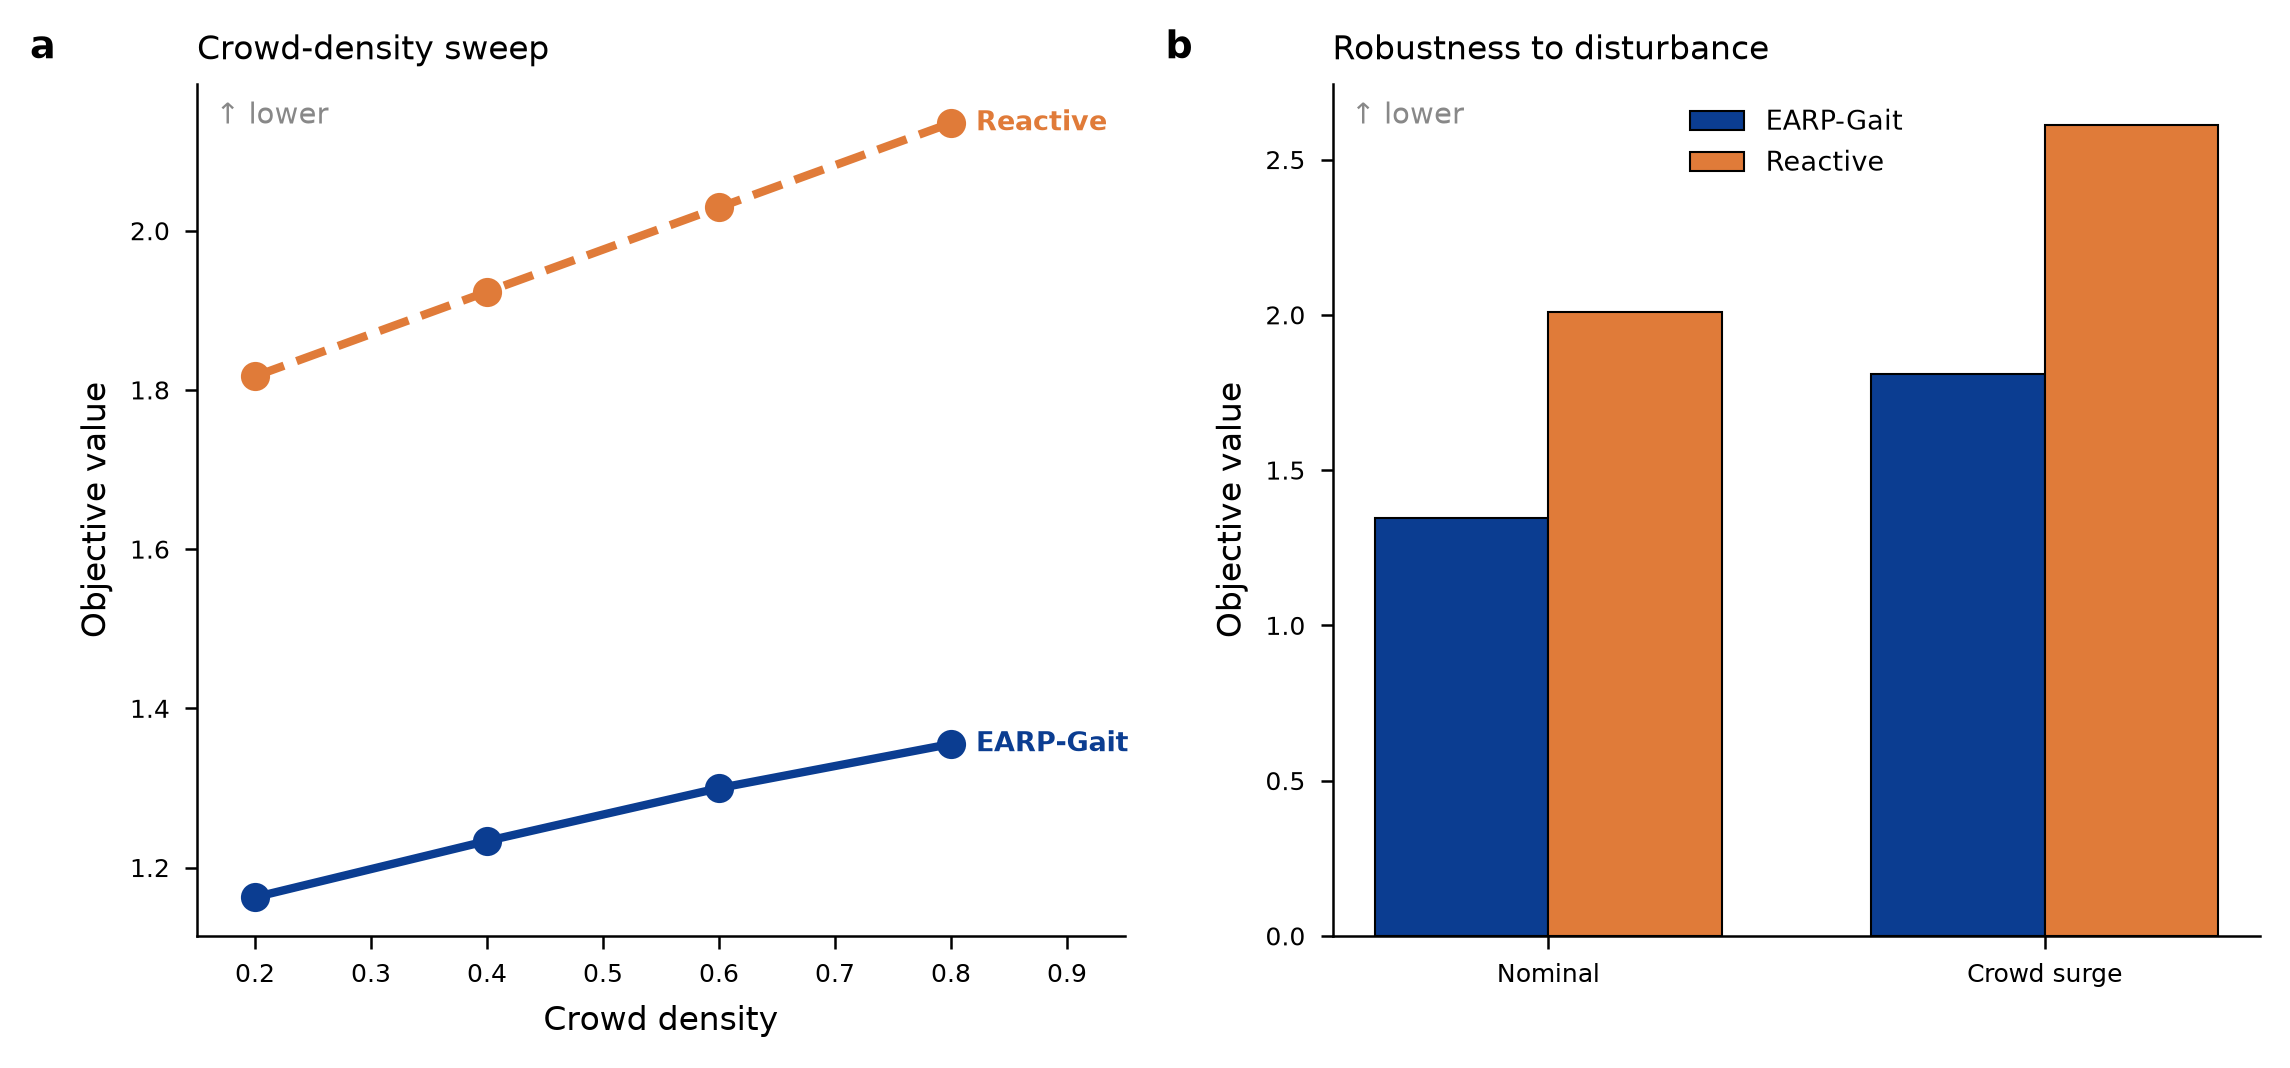 a
Crowd-density sweep
↑ lower
Reactive
EARP-Gait
2.0
1.8
1.6
1.4
1.2
Objective value
0.2 0.3 0.4 0.5 0.6 0.7 0.8 0.9
Crowd density
b
Robustness to disturbance
↑ lower
EARP-Gait
Reactive
2.5
2.0
1.5
1.0
0.5
0.0
Objective value
Nominal Crowd surge